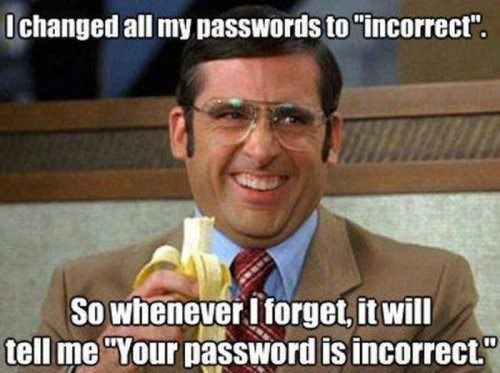 I changed all my passwords to "incorrect".
So whenever I forget, it will
tell me "Your password is incorrect."